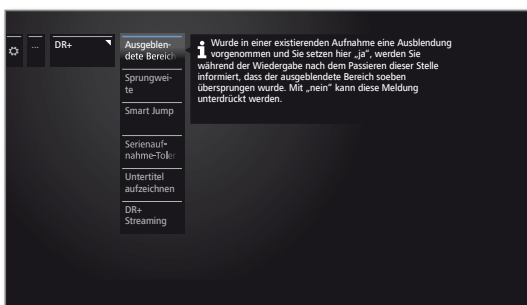 ...
DR+
Ausgeblen-
dete Bereich
Sprungwei-
te
Smart Jump
Serienauf-
nahme-Toler
Untertitel
aufzeichnen
DR+
Streaming
Wurde in einer existierenden Aufnahme eine Ausblendung
vorgenommen und Sie setzen hier „ja“, werden Sie
während der Wiedergabe nach dem Passieren dieser Stelle
informiert, dass der ausgeblendete Bereich soeben
übersprungen wurde. Mit „nein“ kann diese Meldung
unterdrückt werden.